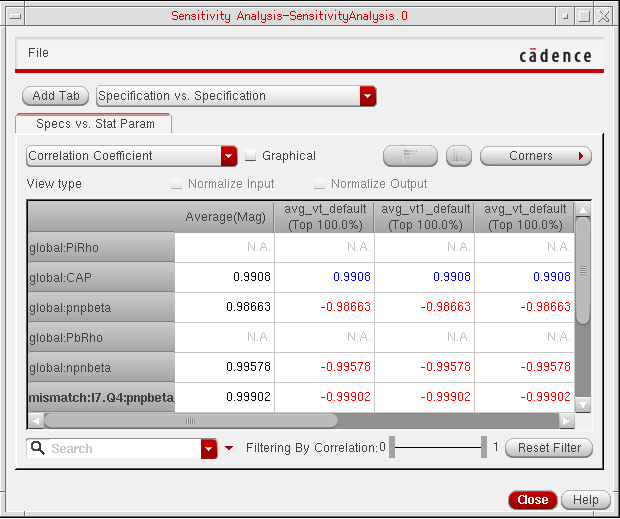 Sensitivity Analysis-SensitivityAnalysis.0
File
cādence
Add Tab Specification vs. Specification
Specs vs. Stat Param
Correlation Coefficient Graphical Corners
View type Normalize Input Normalize Output
Average(Mag) avg_vt_default avg_vt1_default avg_vt_default
(Top 100.0%) (Top 100.0%) (Top 100.0%)
global:PiRho N.A. N.A. N.A. N.A.
global:CAP 0.9908 0.9908 0.9908 0.9908
global:pnpbeta 0.98663 -0.98663 -0.98663 -0.98663
global:PbRho N.A. N.A. N.A. N.A.
global:npnbeta 0.99578 -0.99578 -0.99578 -0.99578
mismatch:I7.Q4:pnpbeta 0.99902 -0.99902 -0.99902 -0.99902
Search Filtering By Correlation:0 1 Reset Filter
Close Help